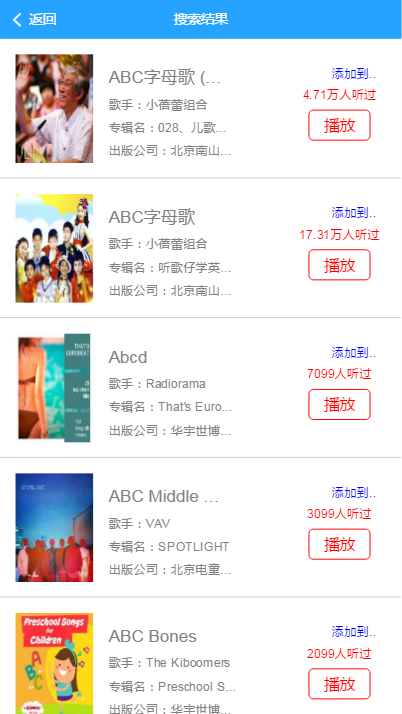 返回
搜索结果
ABC字母歌 (...
歌手：小蓓蕾组合
专辑名：028、儿歌...
出版公司：北京南山...
添加到..
4.71万人听过
播放
ABC字母歌
歌手：小蓓蕾组合
专辑名：听歌仔学英...
出版公司：北京南山...
添加到..
17.31万人听过
播放
THAT'S
EUROBEAT
Abcd
歌手：Radiorama
专辑名：That's Euro...
出版公司：华宇世博...
添加到..
7099人听过
播放
SPOTLIGHT
ABC Middle ...
歌手：VAV
专辑名：SPOTLIGHT
出版公司：北京电童...
添加到..
3099人听过
播放
Preschool Songs
for
Children
A
B
C
ABC Bones
歌手：The Kiboomers
专辑名：Preschool S...
出版公司：华宇世博...
添加到..
2099人听过
播放